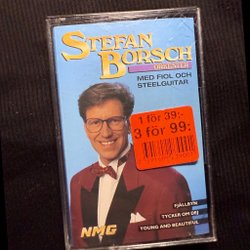 STEFAN
BORSCH
ORKESTER
MED FIOL OCH
STEELGUITAR
1 för 39:-
3 för 99:-
FJÄLLBYN
TYCKER OM DEJ
YOUNG AND BEAUTIFUL
NMG